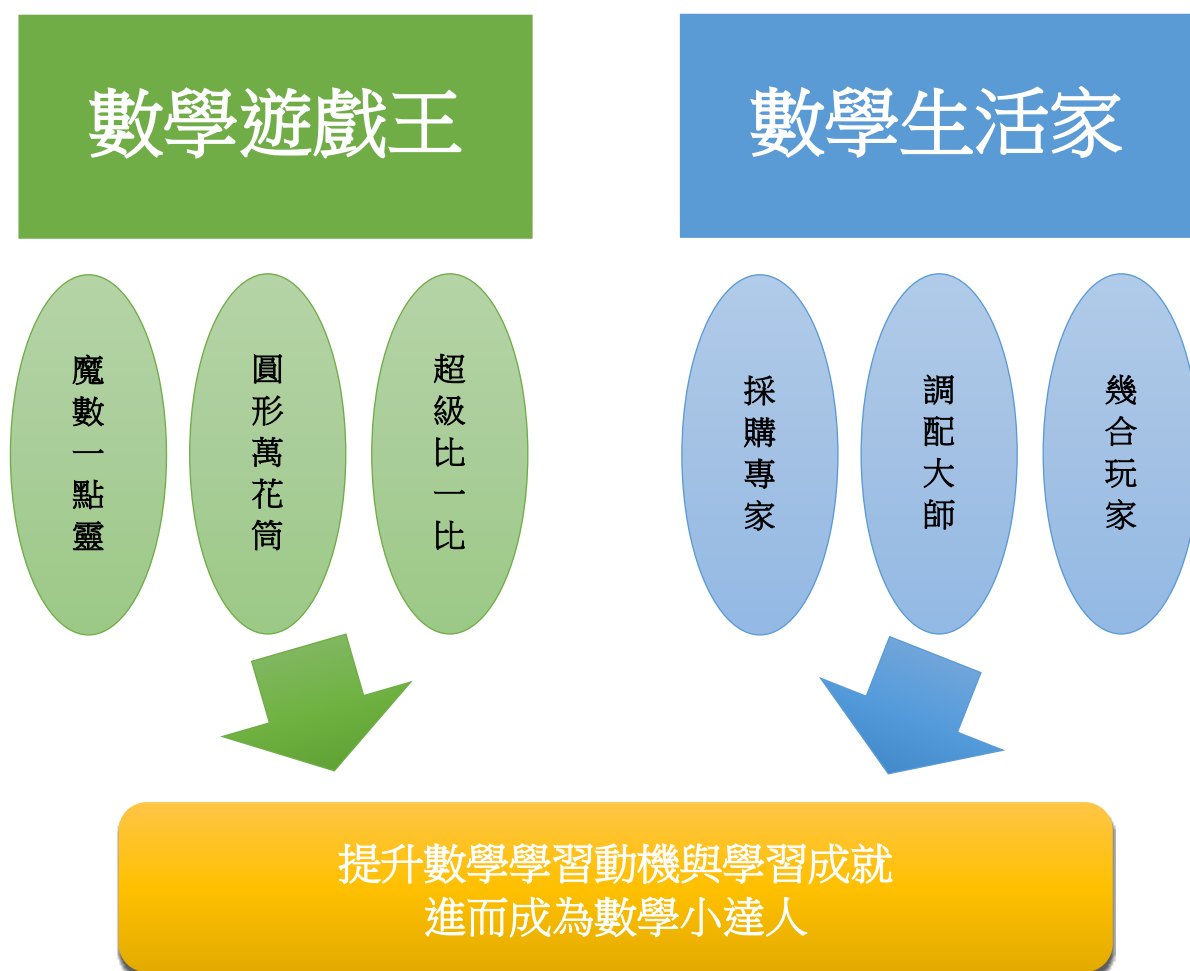 數學遊戲王
數學生活家
魔數一點靈
圓形萬花筒
超級比一比
採購專家
調配大師
幾合玩家
提升數學學習動機與學習成就
進而成為數學小達人